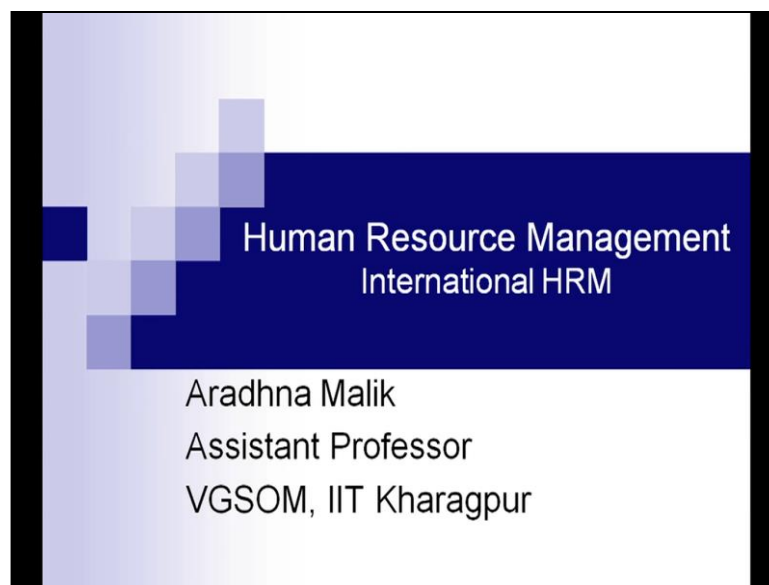 Human Resource Management
International HRM
Aradhna Malik
Assistant Professor
VGSOM, IIT Kharagpur